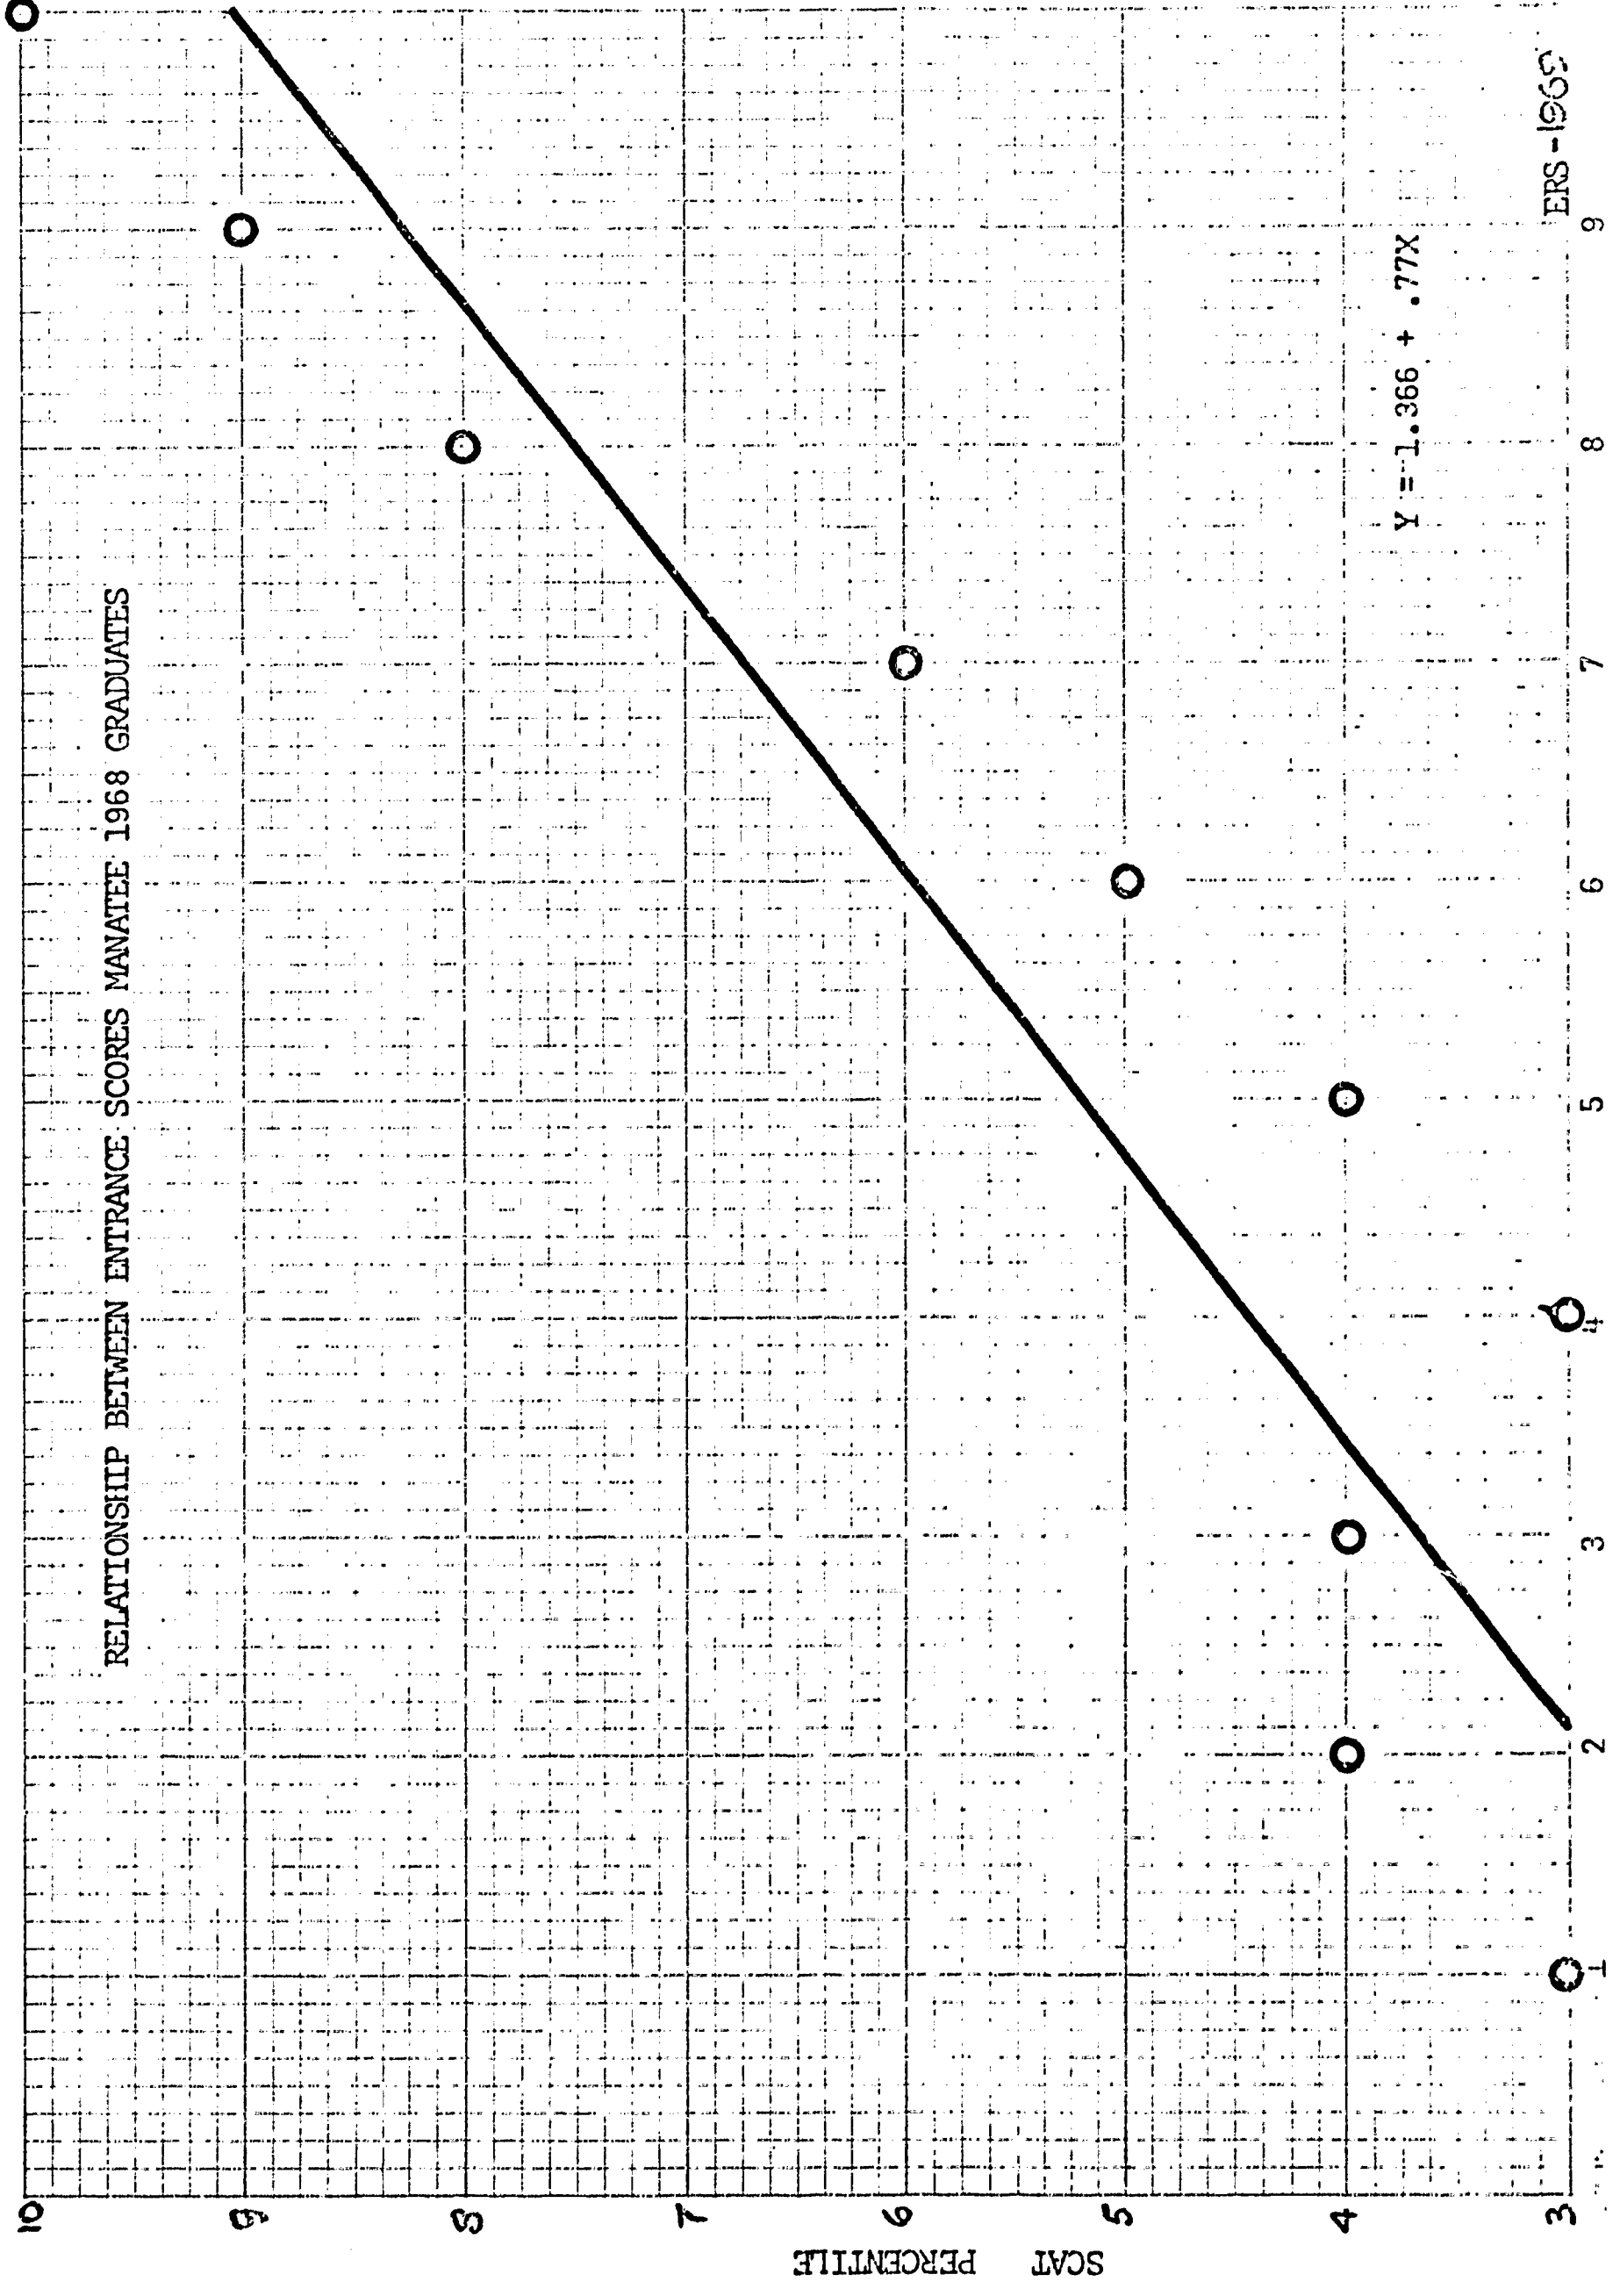 RELATIONSHIP BETWEEN ENTRANCE SCORES MANATEE 1968 GRADUATES
10
9
8
7
6
5
4
3
SCAT PERCENTILE
Y = 1.366 + .77X
ERS-1969
1 2 3 4 5 6 7 8 9